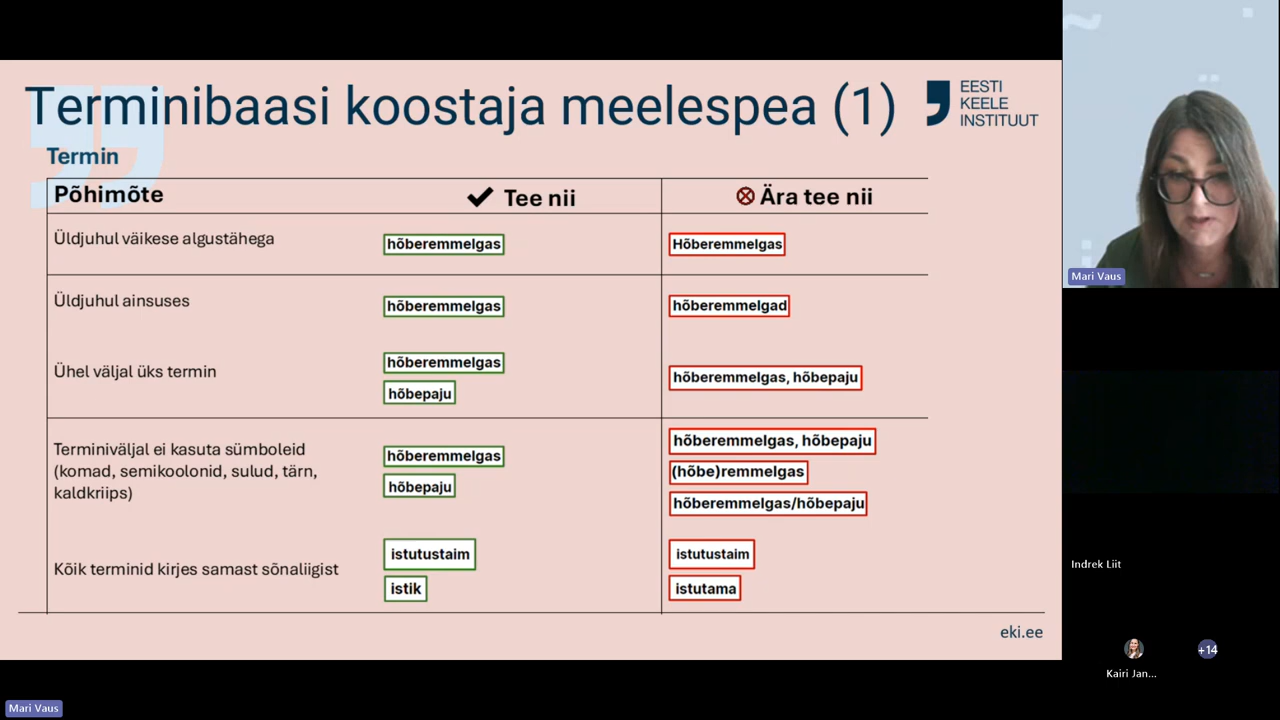 Terminibaasi koostaja meelespea (1)
EESTI
KEELE
INSTITUUT
Termin
Põhimõte
Tee nii
Ära tee nii
Üldjuhul väikese algustähega
hõberemmelgas
Hõberemmelgas
Üldjuhul ainsuses
hõberemmelgas
hõberemmelgad
Ühel väljal üks termin
hõberemmelgas
hõbepaju
hõberemmelgas, hõbepaju
Terminiväljal ei kasuta sümboleid
(komad, semikoolonid, sulud, tärn,
kaldkriips)
hõberemmelgas
hõbepaju
hõberemmelgas, hõbepaju
(hõbe)remmelgas
hõberemmelgas/hõbepaju
Kõik terminid kirjes samast sõnaliigist
istutustaim
istik
istutustaim
istutama
eki.ee
Mari Vaus
Indrek Liit
+14
Kairi Jan...
Mari Vaus